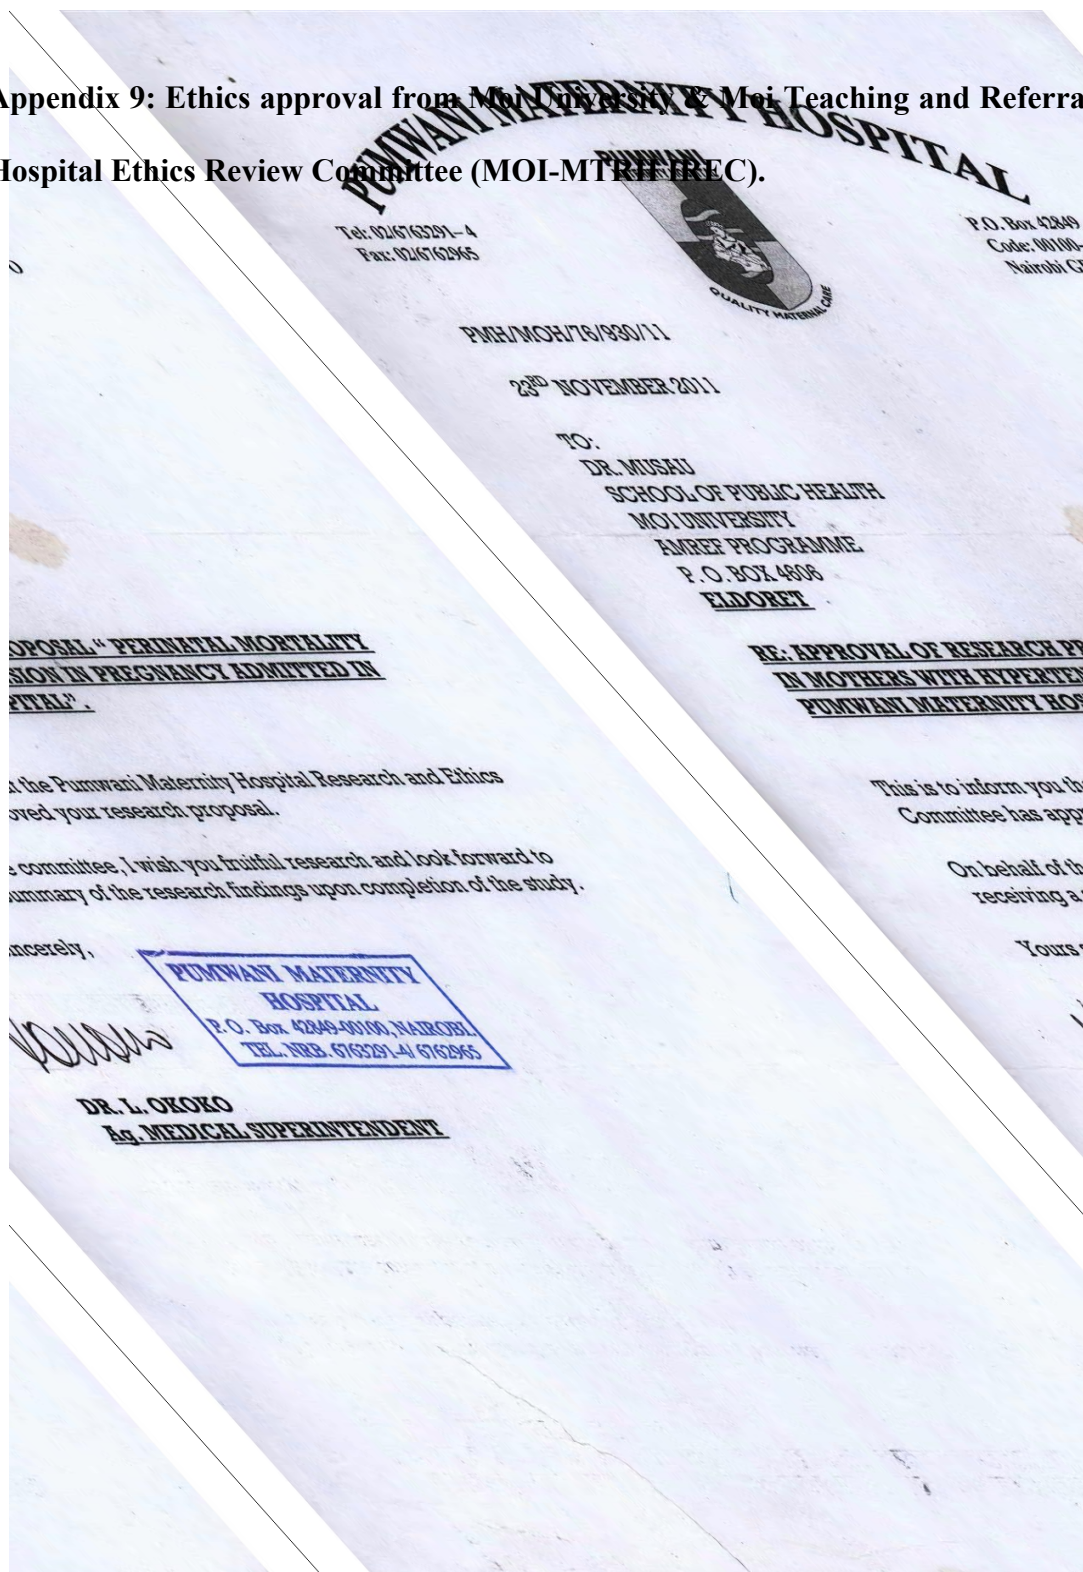 Appendix 9: Ethics approval from Moi University & Moi Teaching and Referra
Hospital Ethics Review Committee (MOI-MTRH IREC).
PUMWANI MATERNITY HOSPITAL
PUMWANI
QUALITY MATERNAL CARE
Tel: 02/6763291-4
Fax: 02/6762965
P.O. Box 42849
Code: 00100-
Nairobi G
PMH/MOH/76/930/11
23RD NOVEMBER 2011
TO:
DR. MUSAU
SCHOOL OF PUBLIC HEALTH
MOI UNIVERSITY
AMREF PROGRAMME
P.O. BOX 4606
ELDORET
RE: APPROVAL OF RESEARCH PR
IN MOTHERS WITH HYPERTEN
PUMWANI MATERNITY HOS
This is to inform you tha
Committee has appr
On behalf of th
receiving a s
Yours s
OPOSAL “ PERINATAL MORTALITY
SION IN PREGNANCY ADMITTED IN
PITAL”.
t the Pumwani Maternity Hospital Research and Ethics
oved your research proposal.
e committee, I wish you fruitful research and look forward to
ummary of the research findings upon completion of the study.
incerely,
PUMWANI MATERNITY
HOSPITAL
P. O. Box 42849-00100, NAIROBI.
TEL. NRB. 6763291-4/ 6762965
DR. L. OKOKO
Ag. MEDICAL SUPERINTENDENT